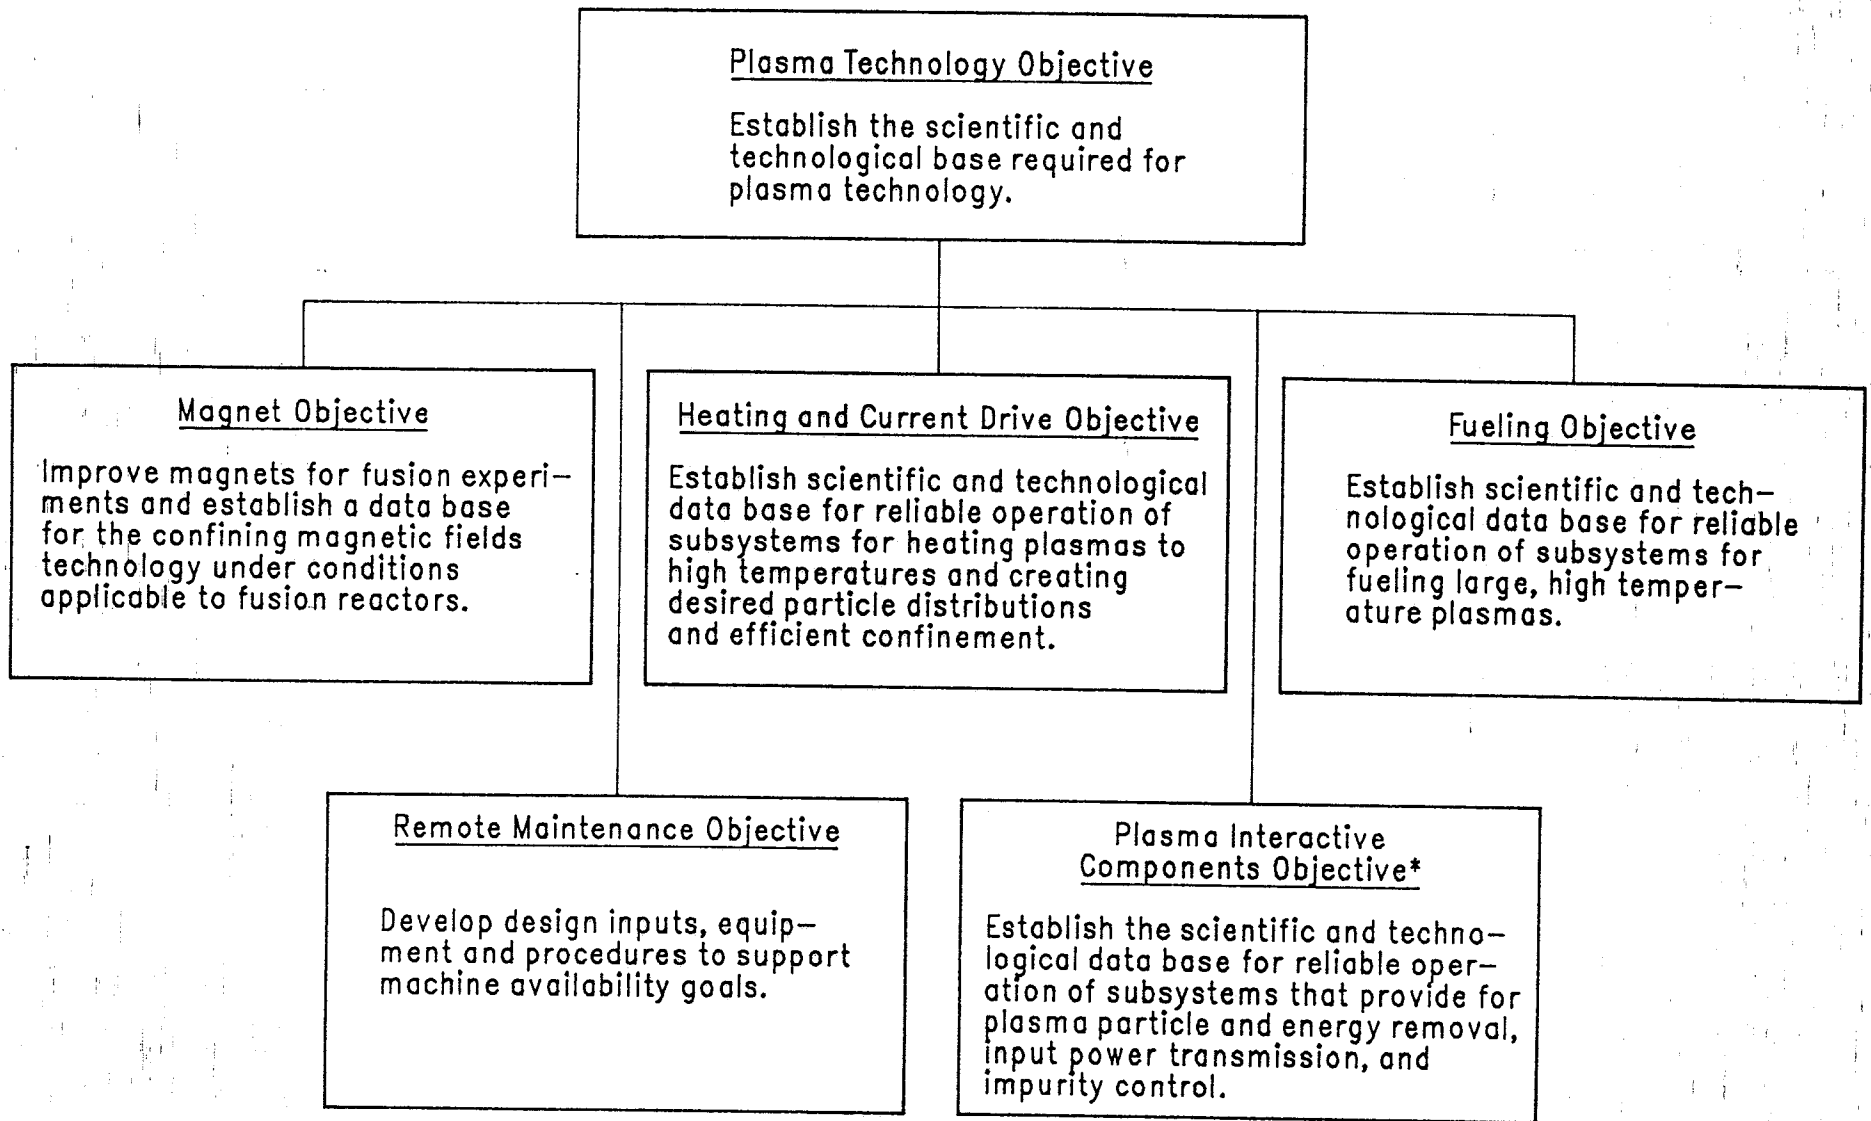 Plasma Technology Objective
Establish the scientific and
technological base required for
plasma technology.
Magnet Objective
Improve magnets for fusion experi–
ments and establish a data base
for the confining magnetic fields
technology under conditions
applicable to fusion reactors.
Heating and Current Drive Objective
Establish scientific and technological
data base for reliable operation of
subsystems for heating plasmas to
high temperatures and creating
desired particle distributions
and efficient confinement.
Fueling Objective
Establish scientific and tech–
nological data base for reliable
operation of subsystems for
fueling large, high temper–
ature plasmas.
Remote Maintenance Objective
Develop design inputs, equip–
ment and procedures to support
machine availability goals.
Plasma Interactive
Components Objective*
Establish the scientific and techno–
logical data base for reliable oper–
ation of subsystems that provide for
plasma particle and energy removal,
input power transmission, and
impurity control.